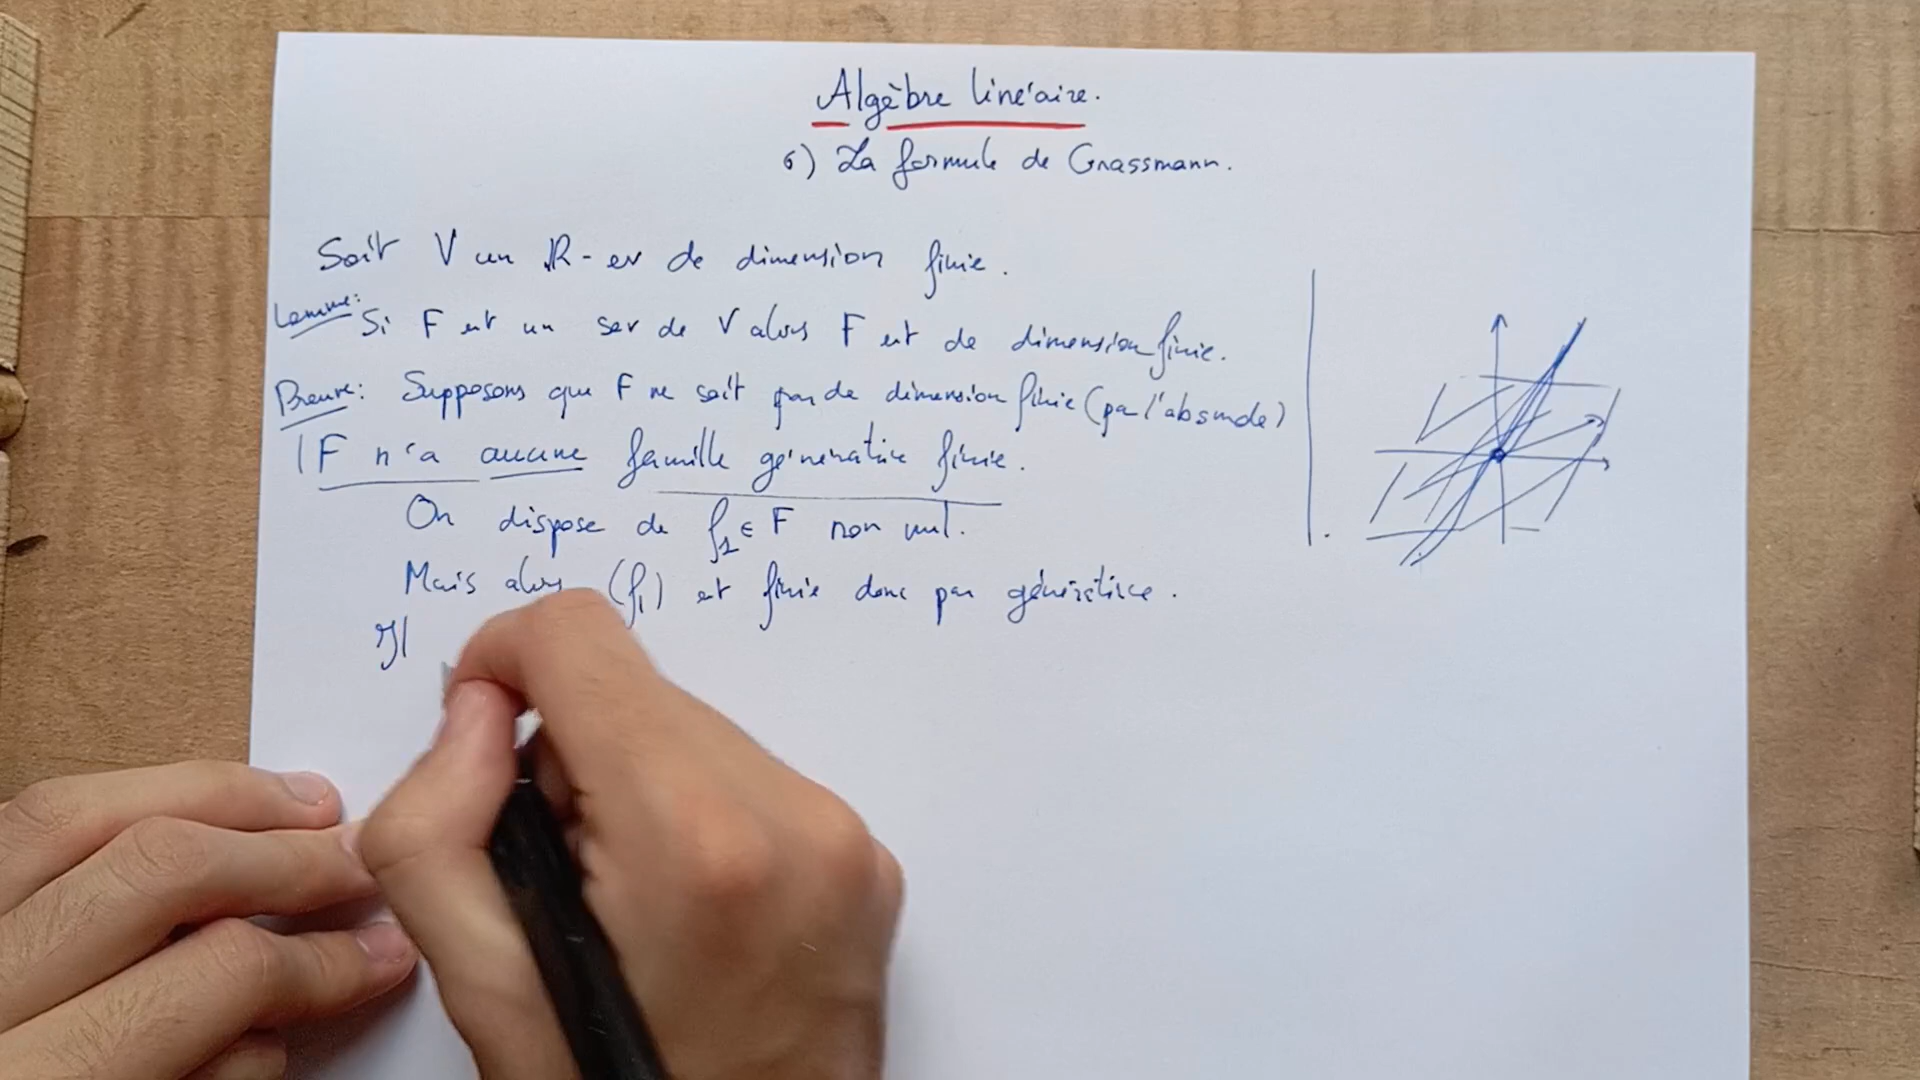 Algèbre linéaire.
6) La formule de Grassmann.
Soit V un R-ev de dimension finie.
Lemme:
Si F est un sev de V alors F est de dimension finie.
Preuve: Supposons que F ne soit pas de dimension finie (par l'absurde)
F n'a aucune famille génératrice finie.
On dispose de f₁ ∈ F non nul.
Mais alors (f₁) est finie donc pas génératrice.
Il